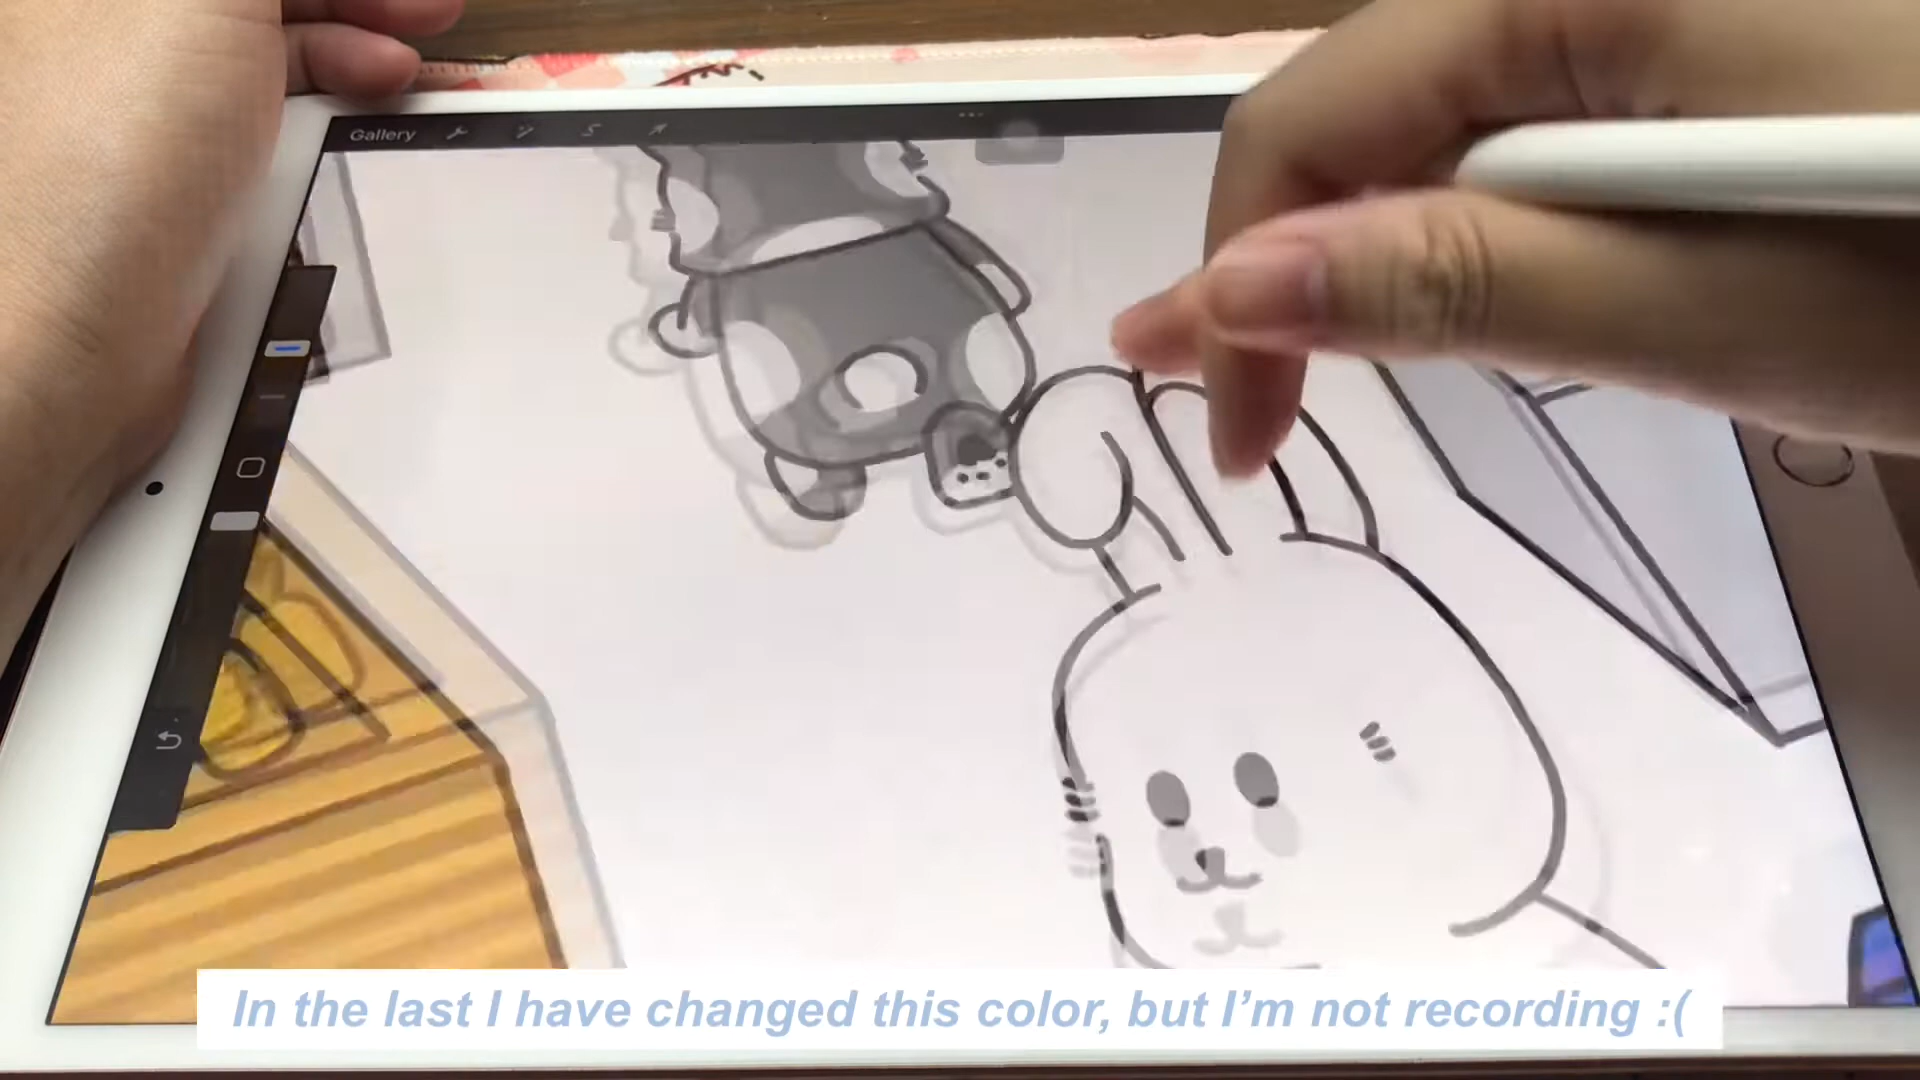 Gallery
In the last I have changed this color, but I’m not recording :(